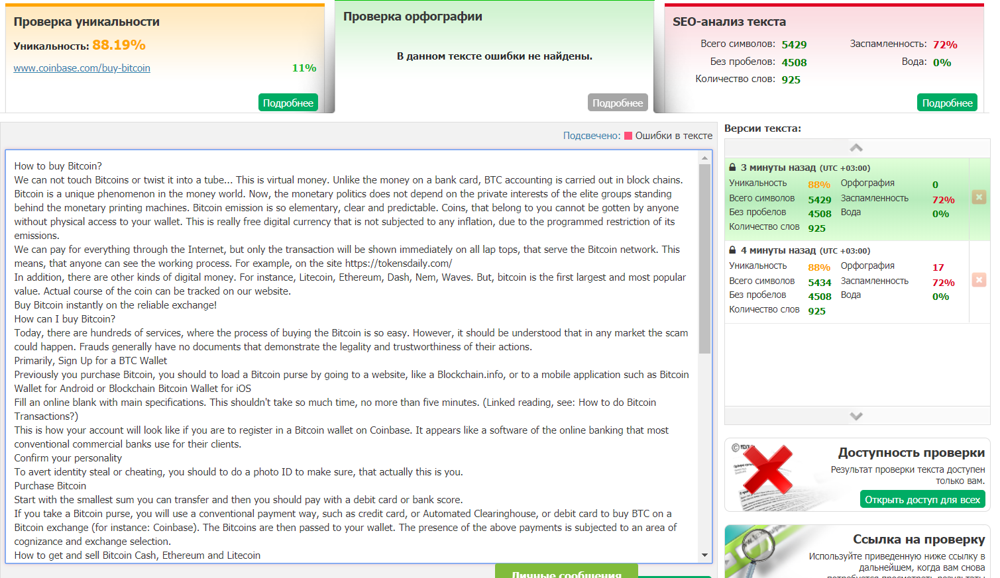 Проверка уникальности
Уникальность: 88.19%
www.coinbase.com/buy-bitcoin 11%
Подробнее
Проверка орфографии
В данном тексте ошибки не найдены.
Подробнее
SEO-анализ текста
Всего символов: 5429 Заспамленность: 72%
Без пробелов: 4508 Вода: 0%
Количество слов: 925
Подробнее
Подсвечено: Ошибки в тексте
How to buy Bitcoin?
We can not touch Bitcoins or twist it into a tube... This is virtual money. Unlike the money on a bank card, BTC accounting is carried out in block chains.
Bitcoin is a unique phenomenon in the money world. Now, the monetary politics does not depend on the private interests of the elite groups standing
behind the monetary printing machines. Bitcoin emission is so elementary, clear and predictable. Coins, that belong to you cannot be gotten by anyone
without physical access to your wallet. This is really free digital currency that is not subjected to any inflation, due to the programmed restriction of its
emissions.
We can pay for everything through the Internet, but only the transaction will be shown immediately on all lap tops, that serve the Bitcoin network. This
means, that anyone can see the working process. For example, on the site https://tokensdaily.com/
In addition, there are other kinds of digital money. For instance, Litecoin, Ethereum, Dash, Nem, Waves. But, bitcoin is the first largest and most popular
value. Actual course of the coin can be tracked on our website.
Buy Bitcoin instantly on the reliable exchange!
How can I buy Bitcoin?
Today, there are hundreds of services, where the process of buying the Bitcoin is so easy. However, it should be understood that in any market the scam
could happen. Frauds generally have no documents that demonstrate the legality and trustworthiness of their actions.
Primarily, Sign Up for a BTC Wallet
Previously you purchase Bitcoin, you should to load a Bitcoin purse by going to a website, like a Blockchain.info, or to a mobile application such as Bitcoin
Wallet for Android or Blockchain Bitcoin Wallet for iOS
Fill an online blank with main specifications. This shouldn't take so much time, no more than five minutes. (Linked reading, see: How to do Bitcoin
Transactions?)
This is how your account will look like if you are to register in a Bitcoin wallet on Coinbase. It appears like a software of the online banking that most
conventional commercial banks use for their clients.
Confirm your personality
To avert identity steal or cheating, you should to do a photo ID to make sure, that actually this is you.
Purchase Bitcoin
Start with the smallest sum you can transfer and then you should pay with a debit card or bank score.
If you take a Bitcoin purse, you will use a conventional payment way, such as credit card, or Automated Clearinghouse, or debit card to buy BTC on a
Bitcoin exchange (for instance: Coinbase). The Bitcoins are then passed to your wallet. The presence of the above payments is subjected to an area of
cognizance and exchange selection.
How to get and sell Bitcoin Cash, Ethereum and Litecoin
Личные сообщения
Версии текста:
3 минуты назад (UTC +03:00)
Уникальность 88% Орфография 0
Всего символов 5429 Заспамленность 72%
Без пробелов 4508 Вода 0%
Количество слов 925
4 минуты назад (UTC +03:00)
Уникальность 88% Орфография 17
Всего символов 5434 Заспамленность 72%
Без пробелов 4508 Вода 0%
Количество слов 925
Доступность проверки
Результат проверки текста доступен
только вам.
Открыть доступ для всех
Ссылка на проверку
Используйте приведенную ниже ссылку в
дальнейшем, когда вам снова
потребуется просмотреть результаты